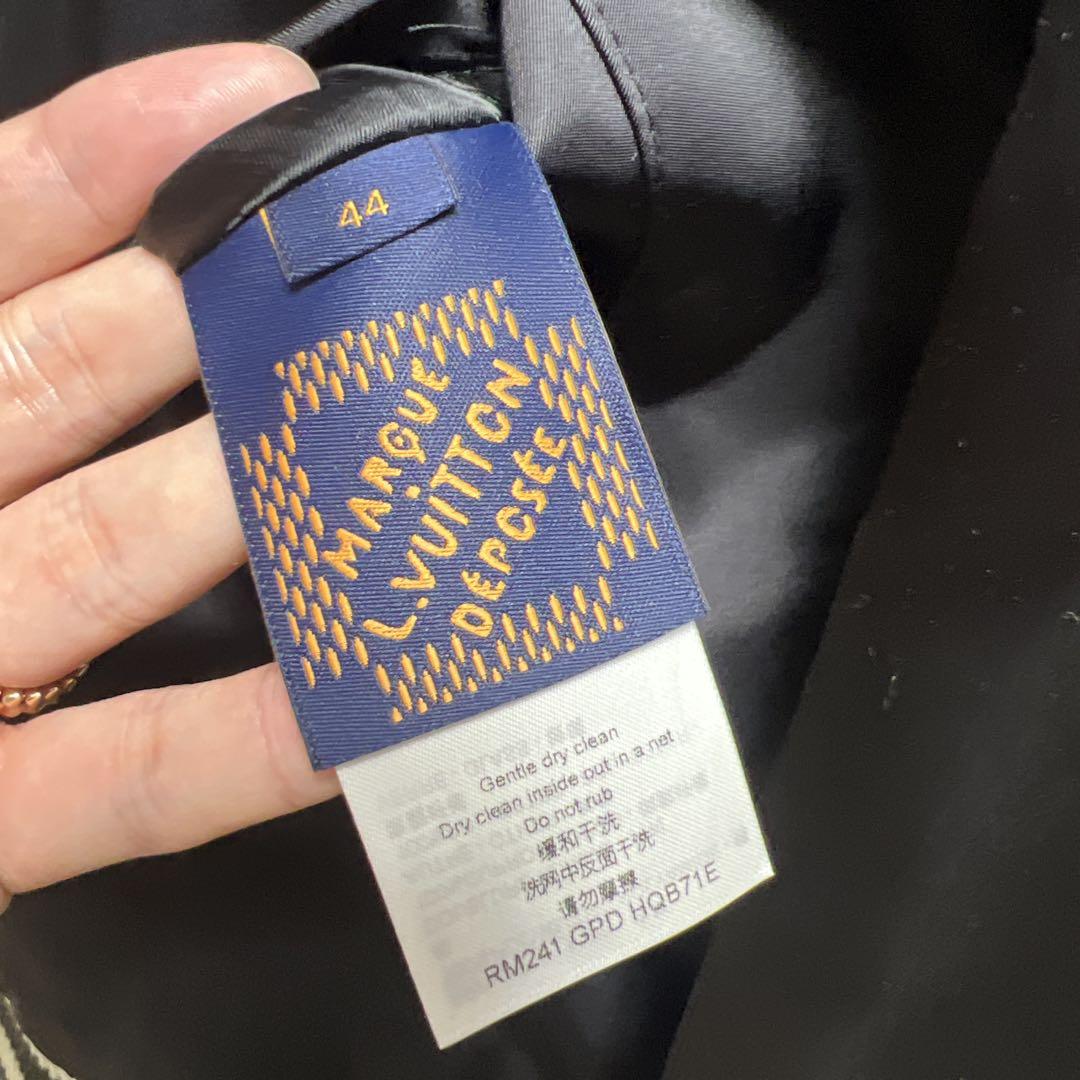 44
MARQUE
L.VUITTON
DEPOSÉE
Gentle dry clean
Dry clean inside out in a net
Do not rub
缓和干洗
洗网中反面干洗
请勿摩擦
RM241 GPD HQB71E